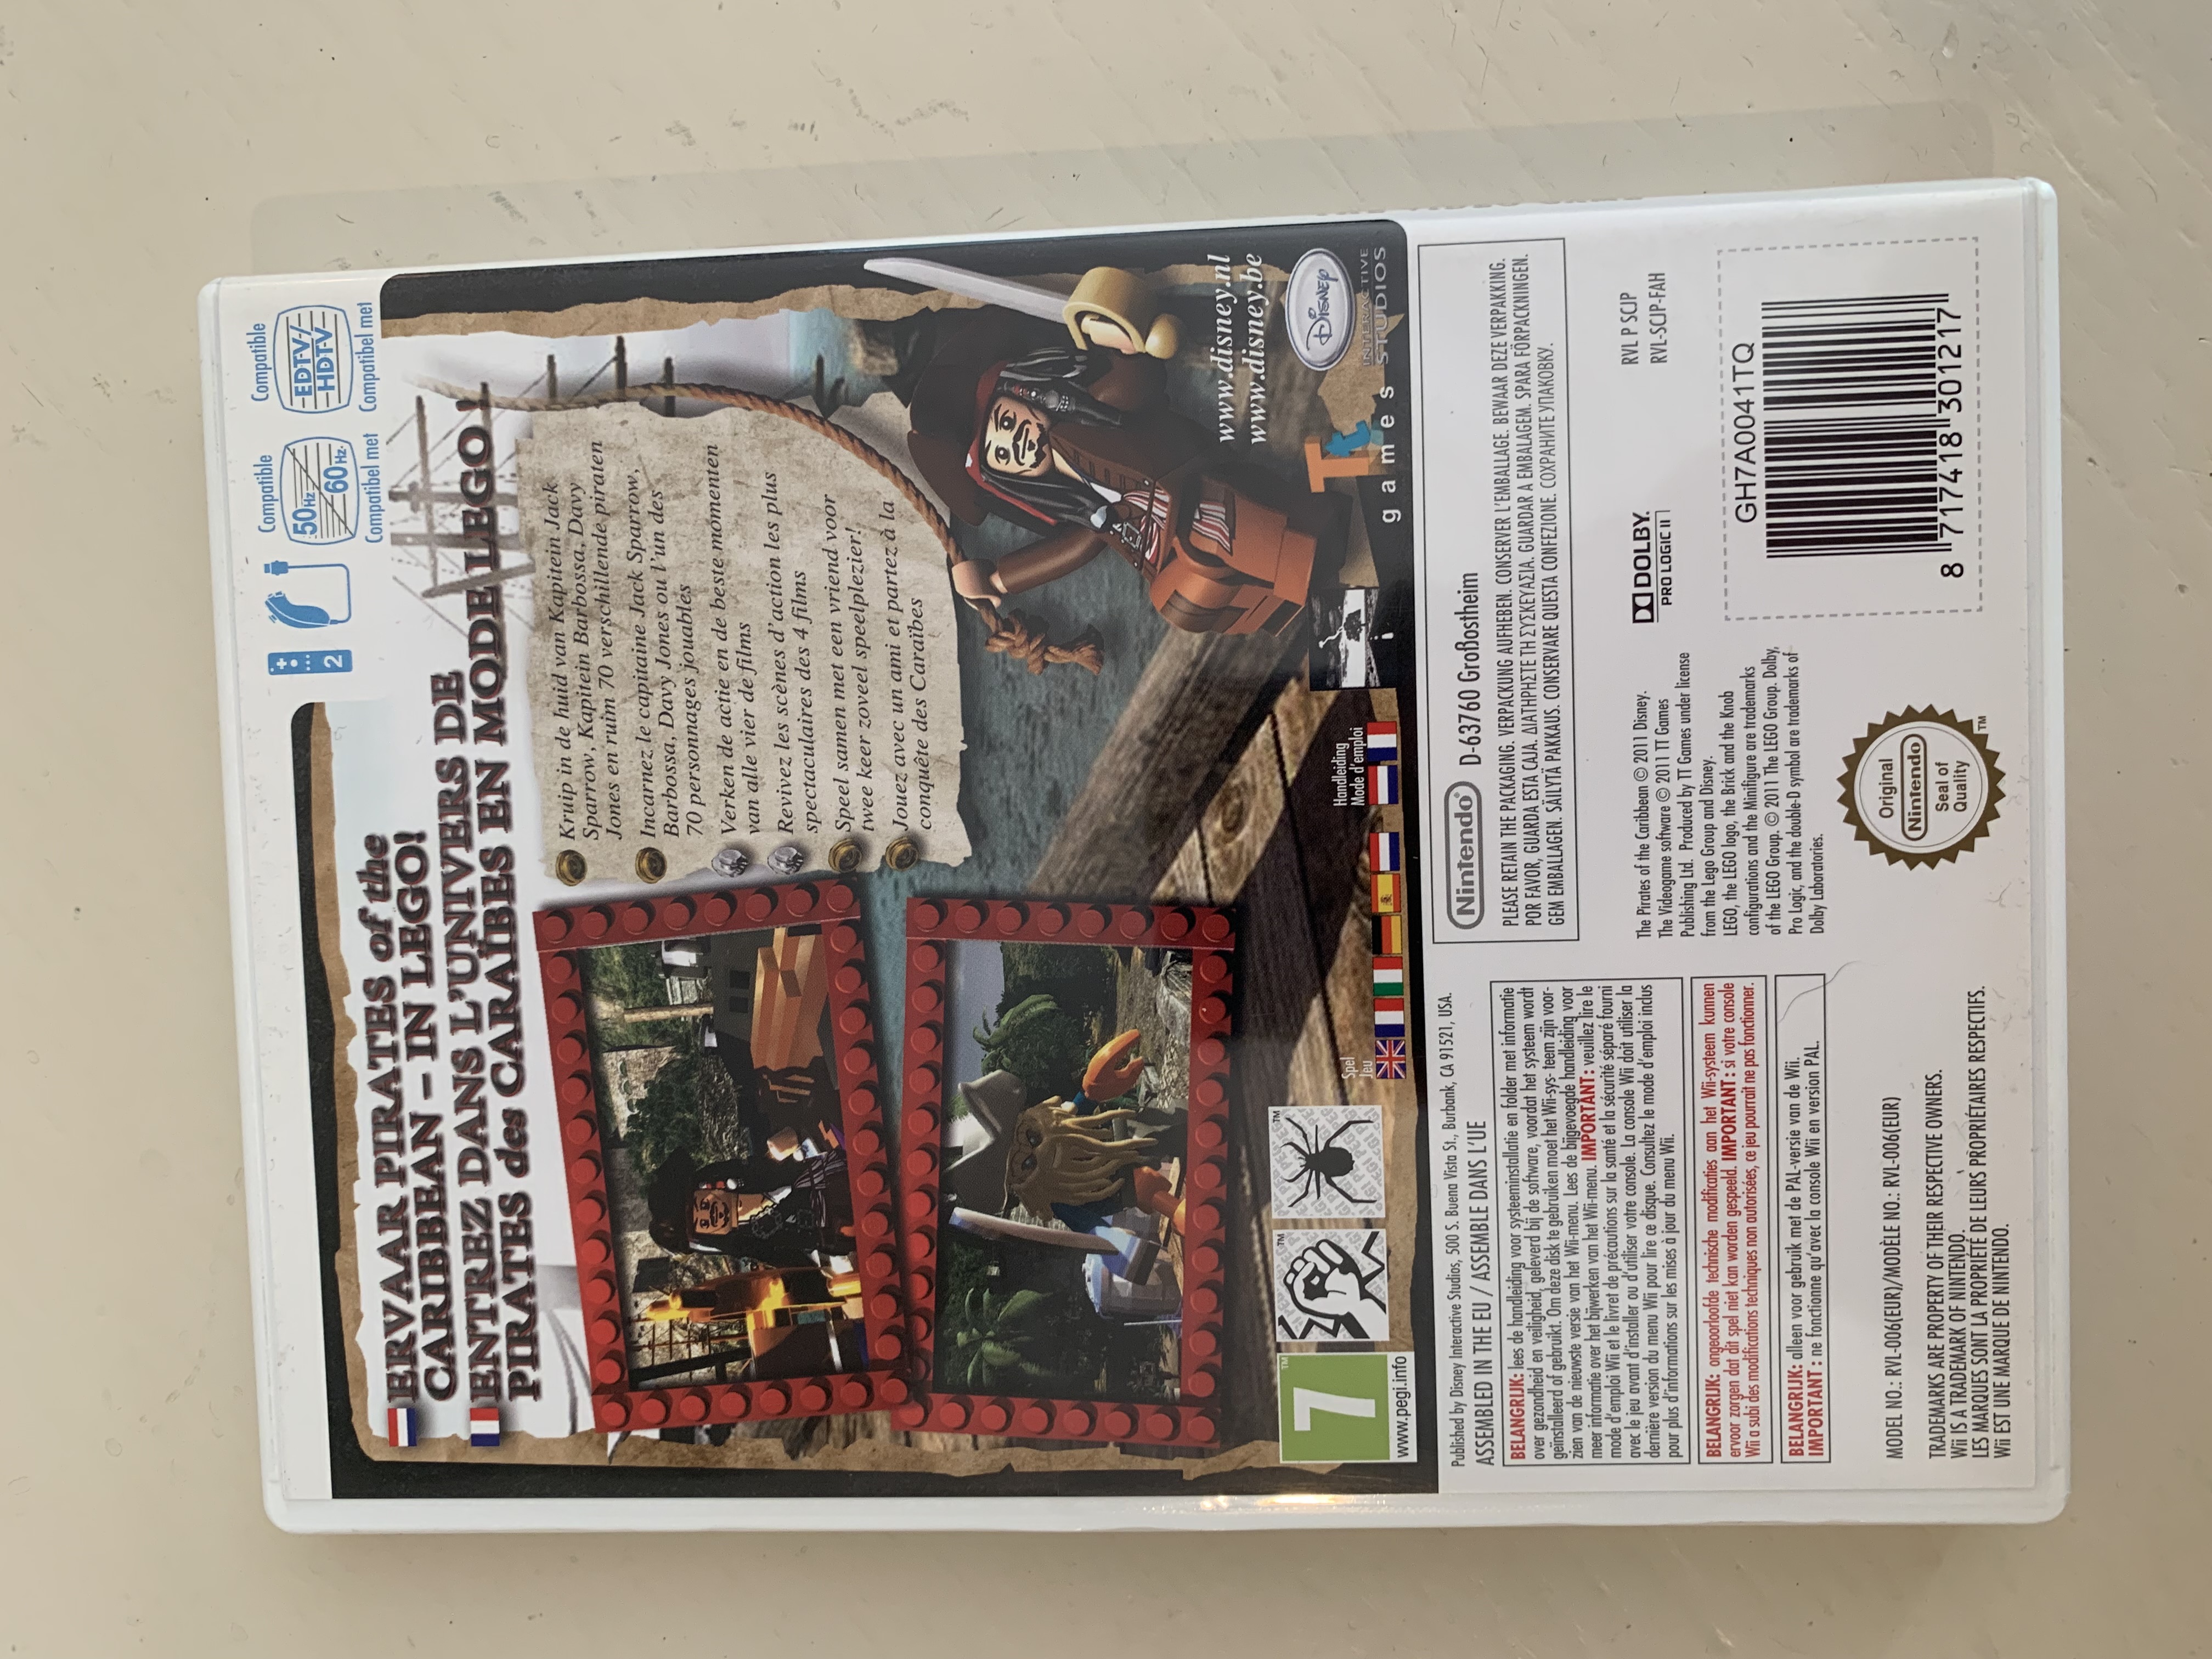 Compatible
50Hz
60Hz
Compatibel met
Compatible
EDTV/
HDTV
Compatibel met
2
ERVAAR PIRATES of the
CARIBBEAN – IN LEGO!
ENTREZ DANS L'UNIVERS DE
PIRATES des CARAÏBES EN MODE LEGO !
Kruip in de huid van Kapitein Jack
Sparrow, Kapitein Barbossa, Davy
Jones en ruim 70 verschillende piraten
Incarnez le capitaine Jack Sparrow,
Barbossa, Davy Jones ou l'un des
70 personnages jouables
Verken de actie en de beste momenten
van alle vier de films
Revivez les scènes d'action les plus
spectaculaires des 4 films
Speel samen met een vriend voor
twee keer zoveel speelplezier!
Jouez avec un ami et partez à la
conquête des Caraïbes
www.disney.nl
www.disney.be
7
www.pegi.info
Spel
Jeu
Handleiding
Mode d'emploi
Tt
games
Disney
INTERACTIVE
STUDIOS
Published by Disney Interactive Studios, 500 S. Buena Vista St., Burbank, CA 91521, USA.
ASSEMBLED IN THE EU / ASSEMBLE DANS L'UE
BELANGRIJK: lees de handleiding voor systeeminstallatie en folder met informatie
over gezondheid en veiligheid, geleverd bij de software, voordat het systeem wordt
geïnstalleerd of gebruikt. Om deze disk te gebruiken moet het Wii-sys- teem zijn voor-
zien van de nieuwste versie van het Wii-menu. Lees de bijgevoegde handleiding voor
meer informatie over het bijwerken van het Wii-menu. IMPORTANT : veuillez lire le
mode d'emploi Wii et le livret de précautions sur la santé et la sécurité séparé fourni
avec le jeu avant d'installer ou d'utiliser votre console. La console Wii doit utiliser la
dernière version du menu Wii pour lire ce disque. Consultez le mode d'emploi inclus
pour plus d'informations sur les mises à jour du menu Wii.
BELANGRIJK: ongeoorloofde technische modificaties aan het Wii-systeem kunnen
ervoor zorgen dat dit spel niet kan worden gespeeld. IMPORTANT : si votre console
Wii a subi des modifications techniques non autorisées, ce jeu pourrait ne pas fonctionner.
BELANGRIJK: alleen voor gebruik met de PAL-versie van de Wii.
IMPORTANT : ne fonctionne qu'avec la console Wii en version PAL.
MODEL NO.: RVL-006(EUR)/MODÈLE NO.: RVL-006(EUR)
TRADEMARKS ARE PROPERTY OF THEIR RESPECTIVE OWNERS.
Wii IS A TRADEMARK OF NINTENDO.
LES MARQUES SONT LA PROPRIÉTÉ DE LEURS PROPRIÉTAIRES RESPECTIFS.
Wii EST UNE MARQUE DE NINTENDO.
Nintendo D-63760 Großostheim
PLEASE RETAIN THE PACKAGING. VERPACKUNG AUFHEBEN. CONSERVER L'EMBALLAGE. BEWAAR DEZE VERPAKKING.
POR FAVOR, GUARDA ESTA CAJA. ΔΙΑΤΗΡΗΣΤΕ ΤΗ ΣΥΣΚΕΥΑΣΙΑ. GUARDAR A EMBALAGEM. SPARA FÖRPACKNINGEN.
GEM EMBALLAGEN. SÄILYTÄ PAKKAUS. CONSERVARE QUESTA CONFEZIONE. СОХРАНИТЕ УПАКОВКУ.
The Pirates of the Caribbean © 2011 Disney.
The Videogame software © 2011 TT Games
Publishing Ltd. Produced by TT Games under license
from the Lego Group and Disney.
LEGO, the LEGO logo, the Brick and the Knob
configurations and the Minifigure are trademarks
of the LEGO Group. © 2011 The LEGO Group. Dolby,
Pro Logic, and the double-D symbol are trademarks of
Dolby Laboratories.
DOLBY.
PRO LOGIC II
RVL P SCJP
RVL-SCJP-FAH
Original
Nintendo
Seal of
Quality
TM
GH7A0041TQ
8 717418 301217